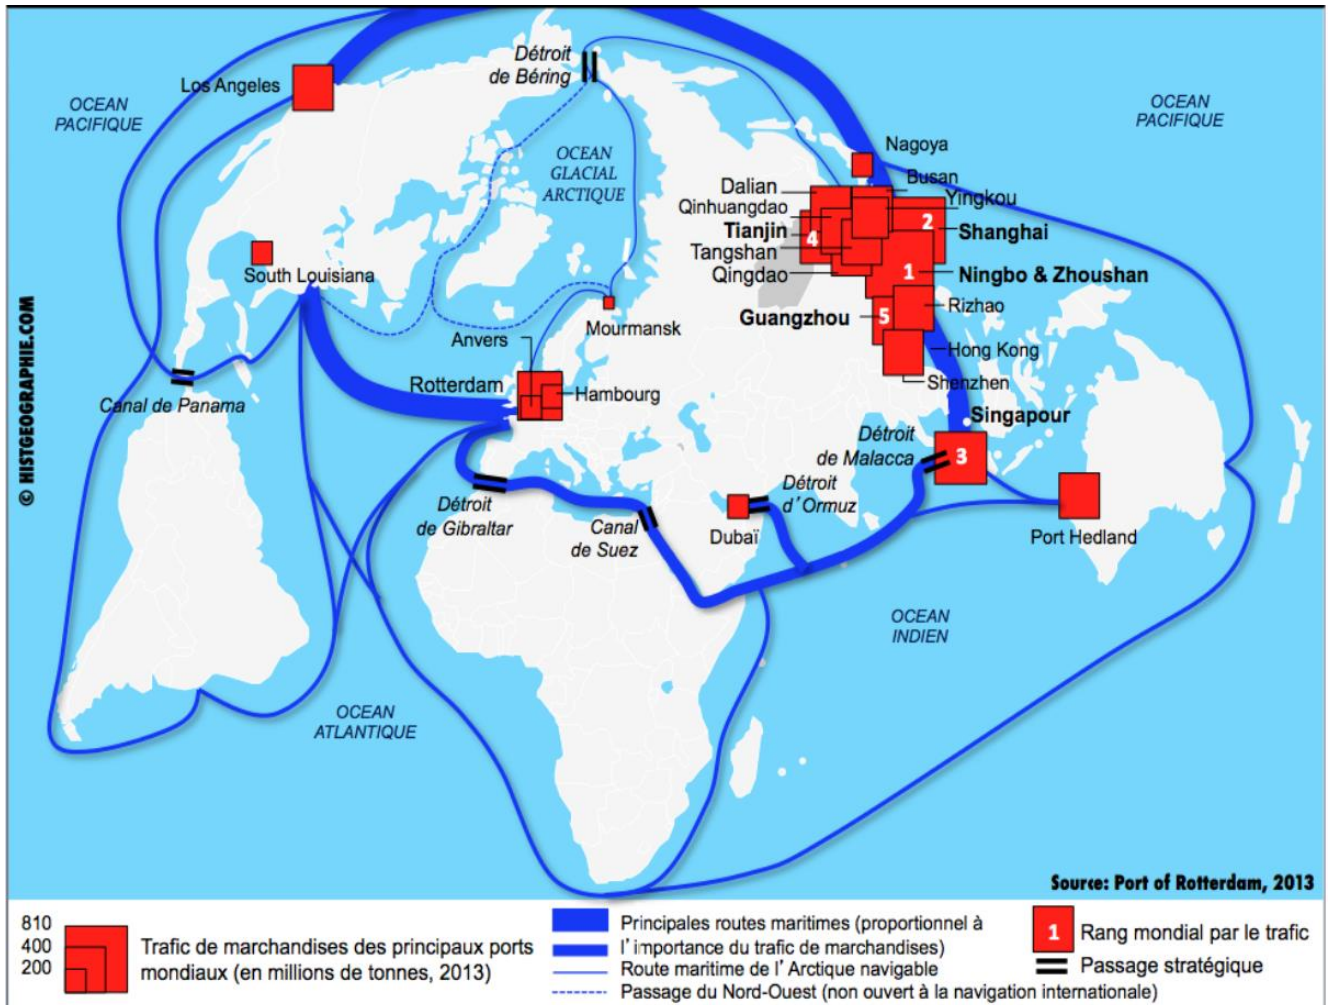 Détroit
de Béring
Los Angeles
OCEAN
PACIFIQUE
OCEAN
PACIFIQUE
OCEAN
GLACIAL
ARCTIQUE
Nagoya
Busan
Dalian
Yingkou
Qinhuangdao
2
Tianjin
4
Shanghai
Tangshan
Qingdao
1
Ningbo & Zhoushan
South Louisiana
Mourmansk
Guangzhou
5
Rizhao
Anvers
Hong Kong
Rotterdam
Hambourg
Shenzhen
Canal de Panama
Singapour
Détroit
de Malacca
3
Détroit
de Gibraltar
Canal
de Suez
Dubaï
Détroit
d'Ormuz
Port Hedland
OCEAN
INDIEN
OCEAN
ATLANTIQUE
© HISTGEOGRAPHIE.COM
Source: Port of Rotterdam, 2013
810
400
200
Trafic de marchandises des principaux ports
mondiaux (en millions de tonnes, 2013)
Principales routes maritimes (proportionnel à
l'importance du trafic de marchandises)
Route maritime de l'Arctique navigable
Passage du Nord-Ouest (non ouvert à la navigation internationale)
1
Rang mondial par le trafic
Passage stratégique